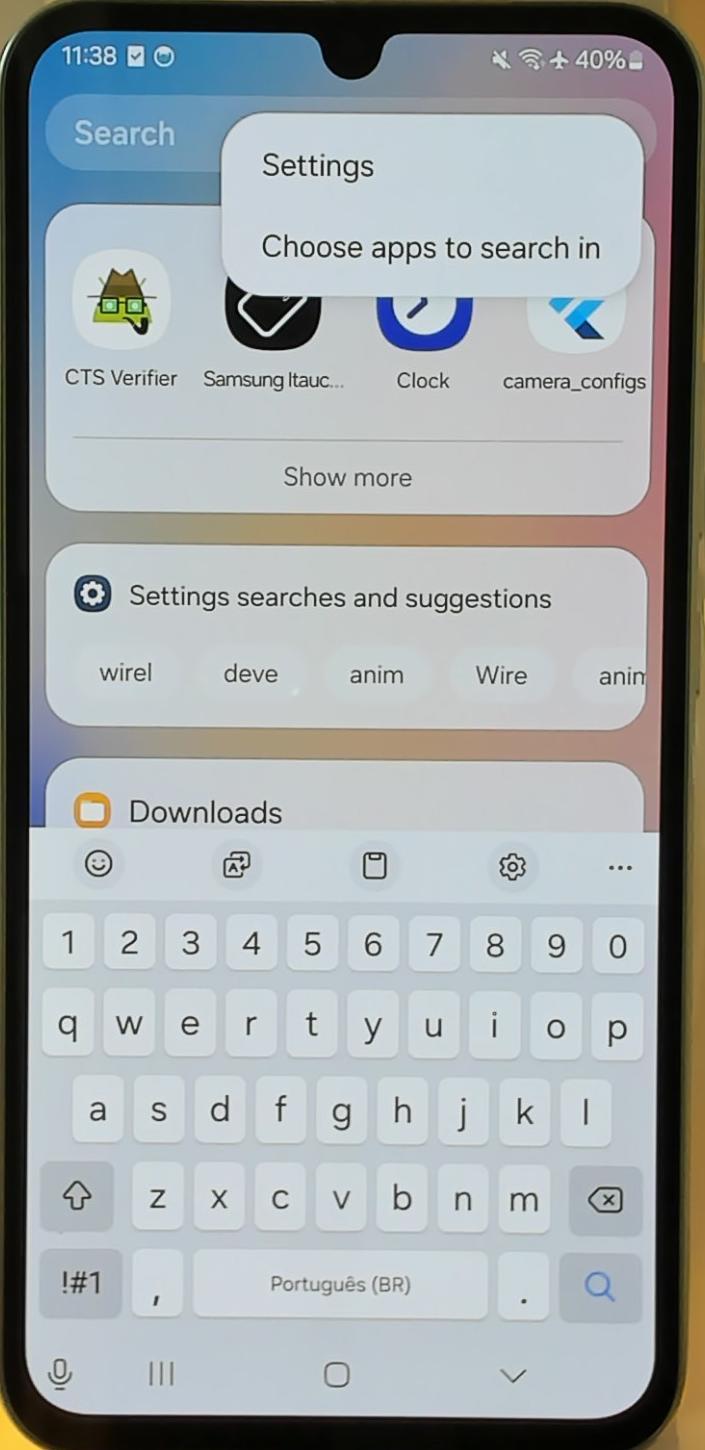 11:38 40%
Search
Settings
Choose apps to search in
CTS Verifier Samsung Itauc... Clock camera_configs
Show more
Settings searches and suggestions
wirel deve anim Wire anim
Downloads
1 2 3 4 5 6 7 8 9 0
q w e r t y u i o p
a s d f g h j k l
z x c v b n m
!#1 , Português (BR) .